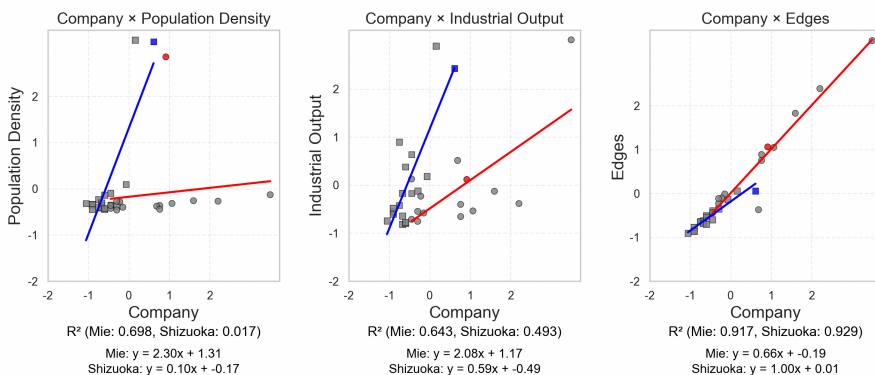 Company × Population Density
Population Density
2
1
0
-1
-2
-2
-1
0
1
2
Company
R² (Mie: 0.698, Shizuoka: 0.017)
Mie: y = 2.30x + 1.31
Shizuoka: y = 0.10x + -0.17
Company × Industrial Output
Industrial Output
3
2
1
0
-1
-2
-2
-1
0
1
2
Company
R² (Mie: 0.643, Shizuoka: 0.493)
Mie: y = 2.08x + 1.17
Shizuoka: y = 0.59x + -0.49
Company × Edges
Edges
2
1
0
-1
-2
-2
-1
0
1
2
Company
R² (Mie: 0.917, Shizuoka: 0.929)
Mie: y = 0.66x + -0.19
Shizuoka: y = 1.00x + 0.01